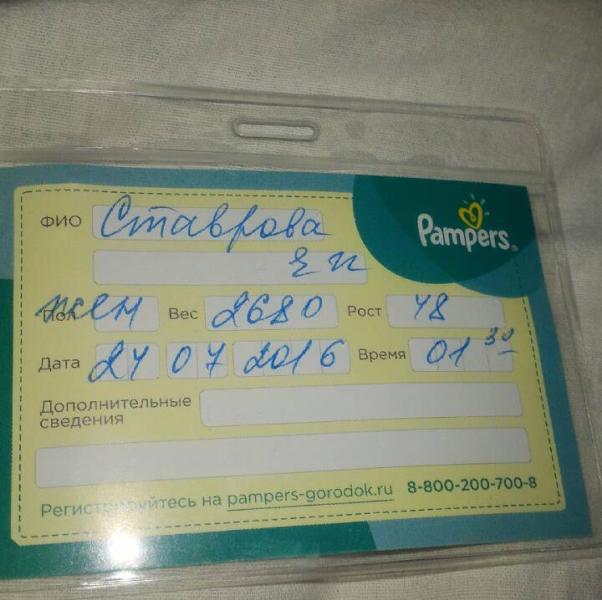 Pampers
ФИО Ставрова
Е П
Пол жен Вес 2680 Рост 48
Дата 24 07 2016 Время 01 30
Дополнительные
сведения
Регистрируйтесь на pampers-gorodok.ru 8-800-200-700-8